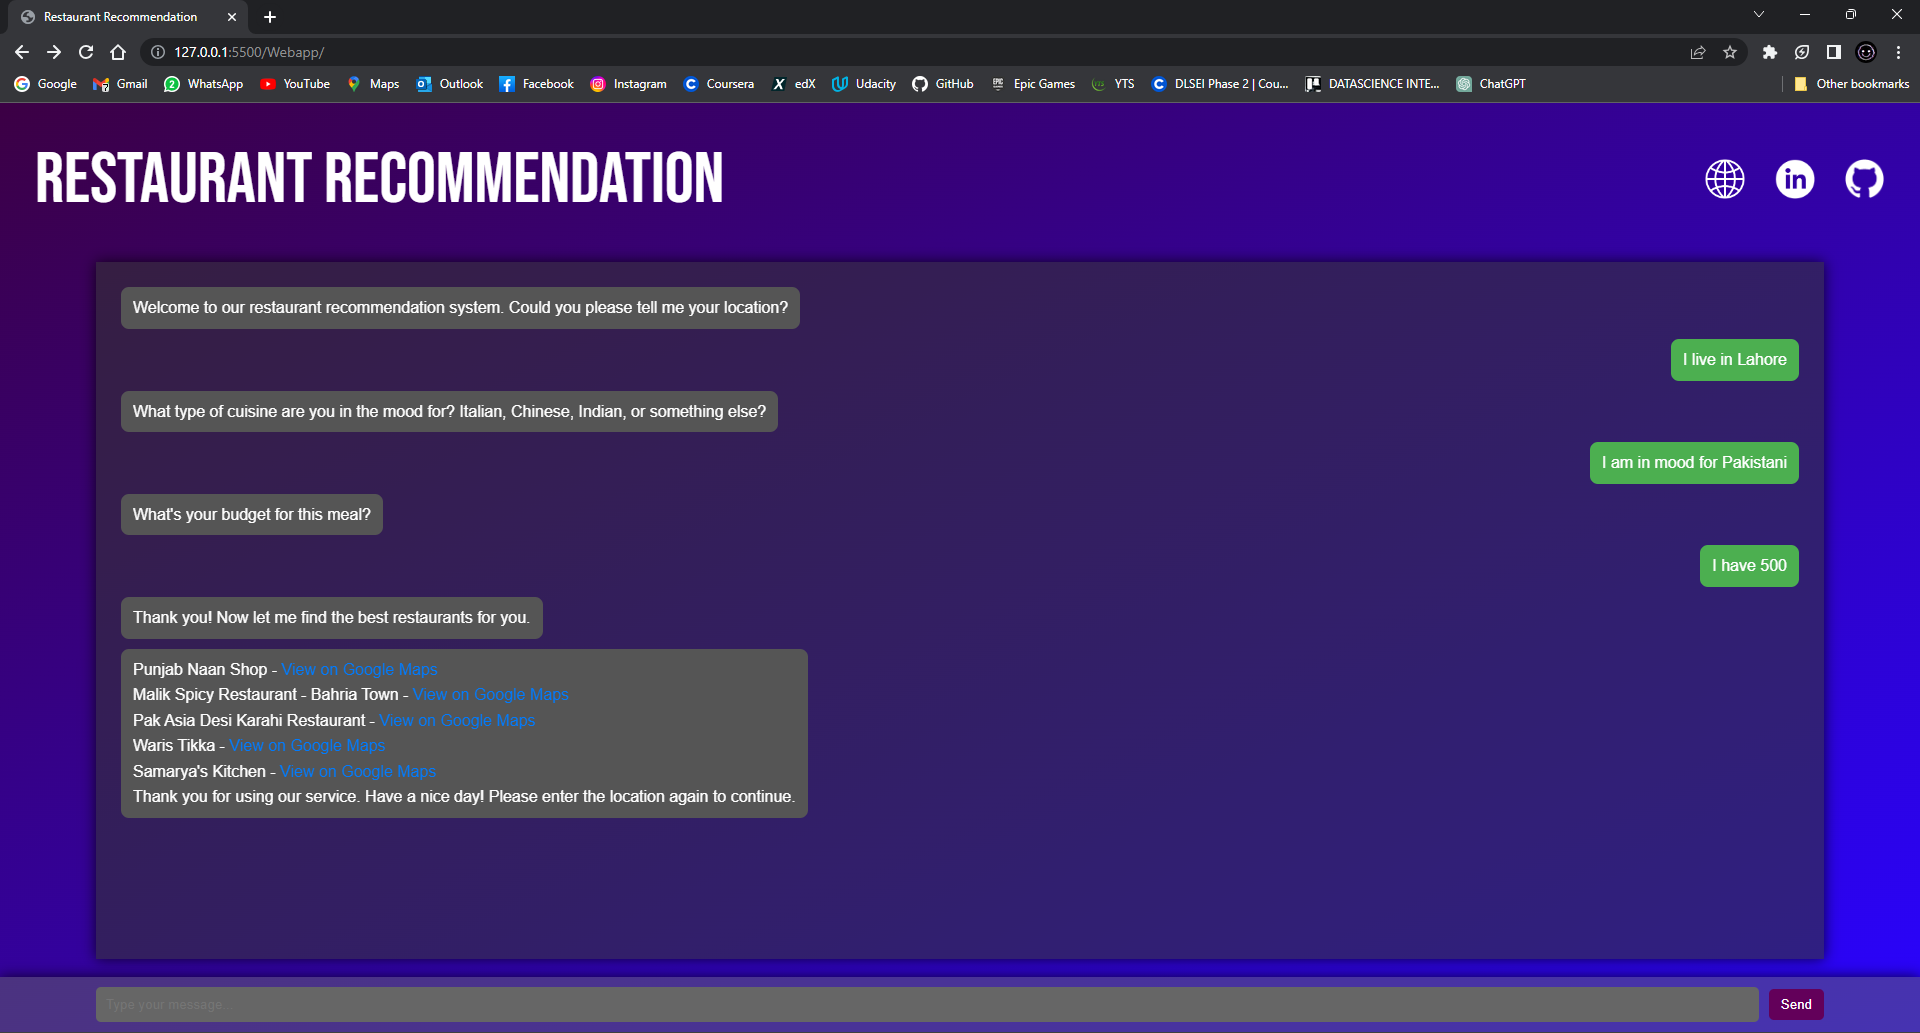 Restaurant Recommendation
127.0.0.1:5500/Webapp/
Google Gmail WhatsApp YouTube Maps Outlook Facebook Instagram Coursera edX Udacity GitHub Epic Games YTS DLSEI Phase 2 | Cou... DATASCIENCE INTE... ChatGPT Other bookmarks
RESTAURANT RECOMMENDATION
Welcome to our restaurant recommendation system. Could you please tell me your location?
I live in Lahore
What type of cuisine are you in the mood for? Italian, Chinese, Indian, or something else?
I am in mood for Pakistani
What's your budget for this meal?
I have 500
Thank you! Now let me find the best restaurants for you.
Punjab Naan Shop - View on Google Maps
Malik Spicy Restaurant - Bahria Town - View on Google Maps
Pak Asia Desi Karahi Restaurant - View on Google Maps
Waris Tikka - View on Google Maps
Samarya's Kitchen - View on Google Maps
Thank you for using our service. Have a nice day! Please enter the location again to continue.
Type your message...
Send